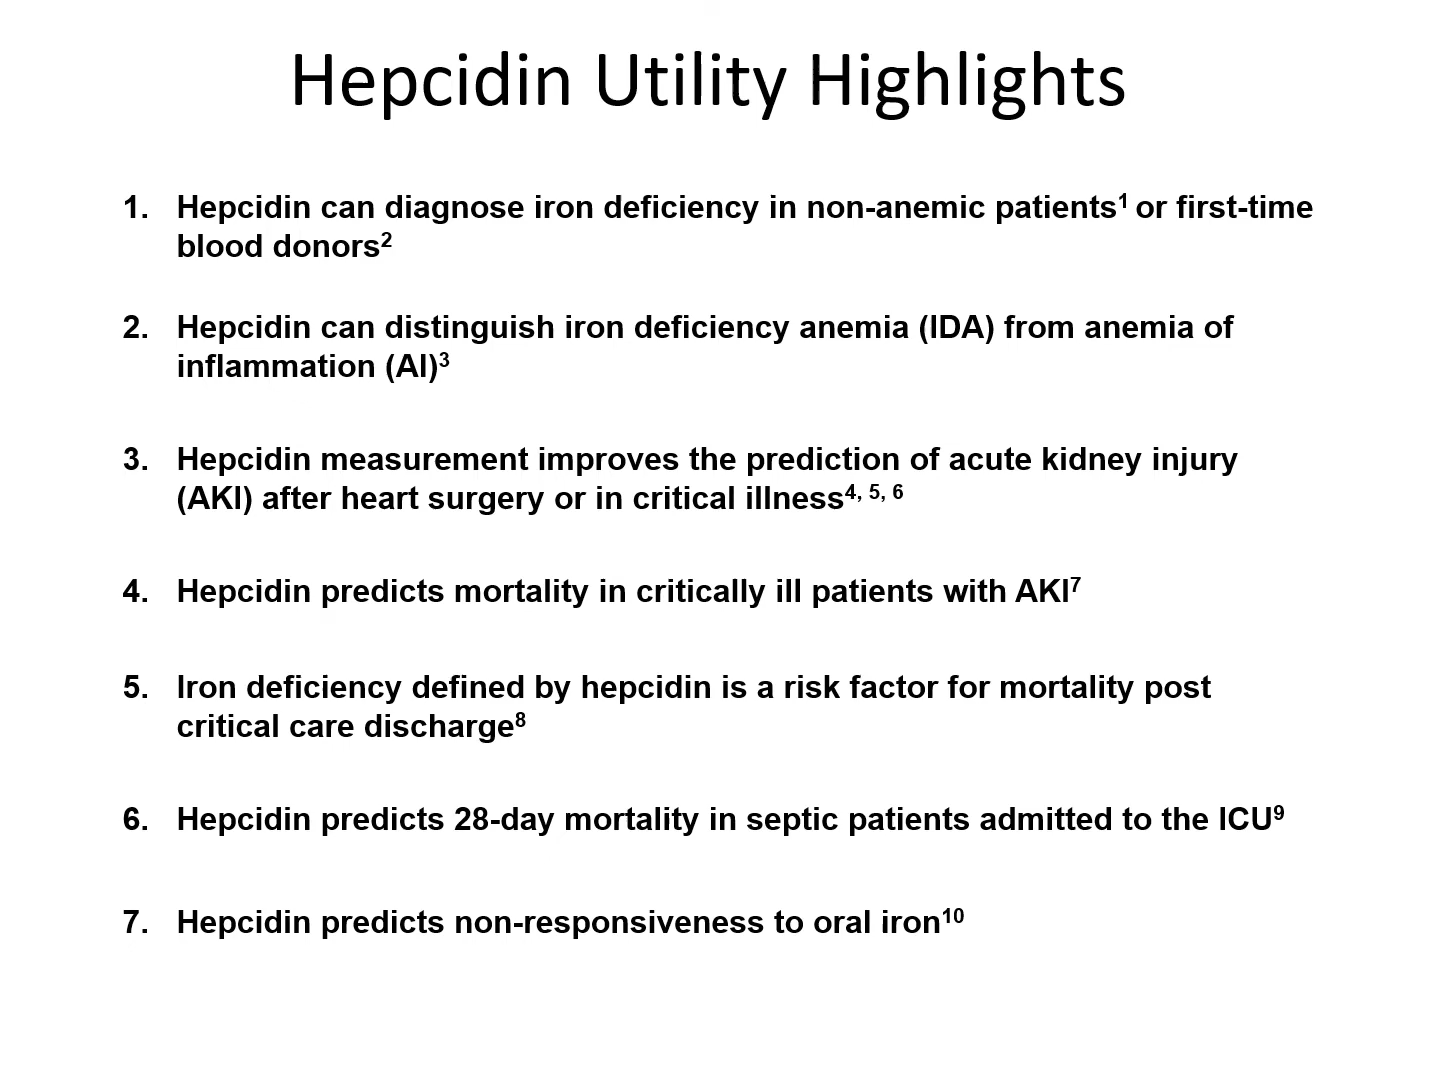 Hepcidin Utility Highlights
1. Hepcidin can diagnose iron deficiency in non-anemic patients¹ or first-time
blood donors²
2. Hepcidin can distinguish iron deficiency anemia (IDA) from anemia of
inflammation (AI)³
3. Hepcidin measurement improves the prediction of acute kidney injury
(AKI) after heart surgery or in critical illness⁴, ⁵, ⁶
4. Hepcidin predicts mortality in critically ill patients with AKI⁷
5. Iron deficiency defined by hepcidin is a risk factor for mortality post
critical care discharge⁸
6. Hepcidin predicts 28-day mortality in septic patients admitted to the ICU⁹
7. Hepcidin predicts non-responsiveness to oral iron¹⁰